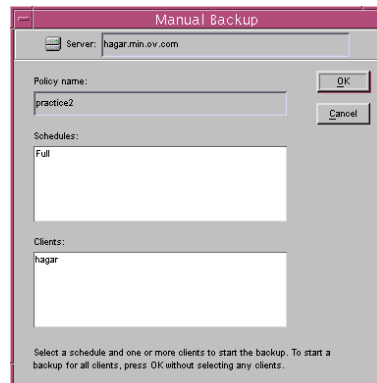 Manual Backup
Server: hagar.min.ov.com
Policy name:
practice2
OK
Cancel
Schedules:
Full
Clients:
hagar
Select a schedule and one or more clients to start the backup. To start a
backup for all clients, press OK without selecting any clients.